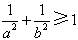 1/a² + 1/b² ⩾ 1